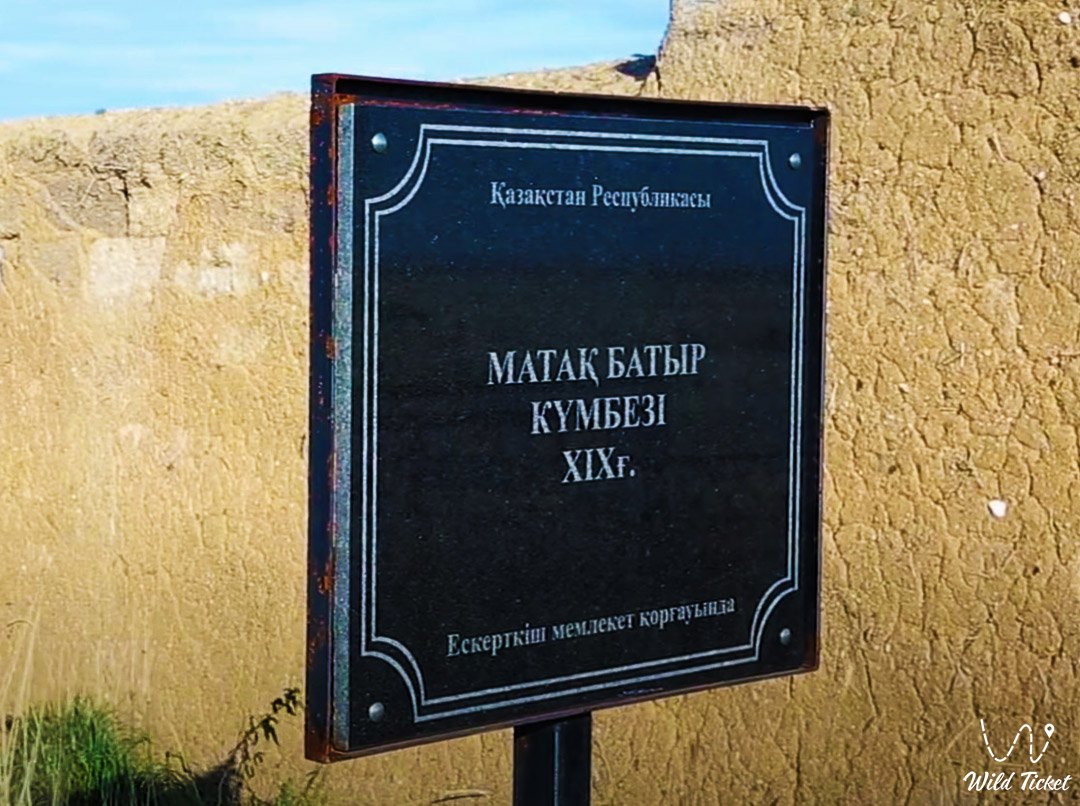 Қазақстан Республикасы
МАТАҚ БАТЫР
КҮМБЕЗІ
XIXғ.
Ескерткіш мемлекет қорғауында
Wild Ticket